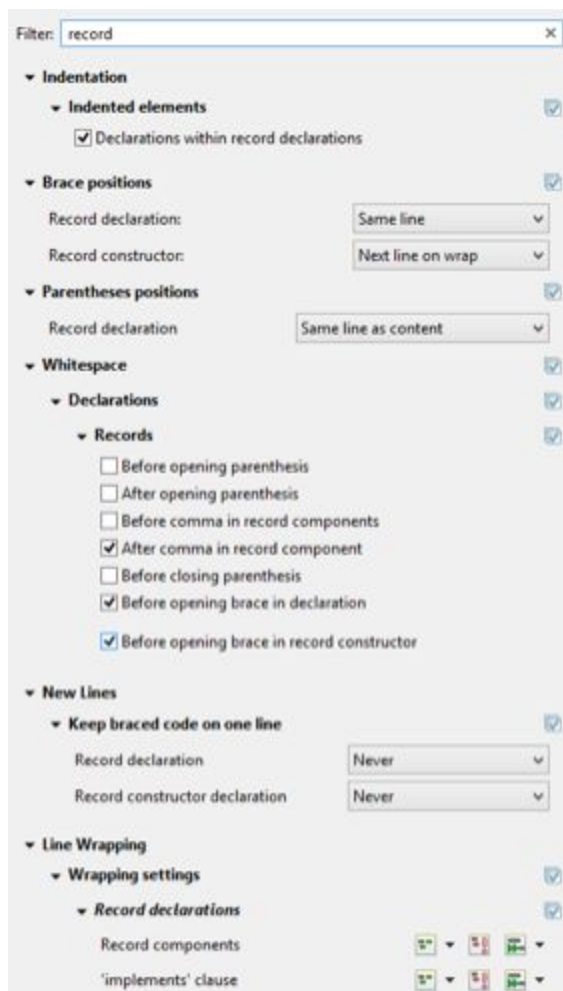 Filter: record
Indentation
Indented elements
Declarations within record declarations
Brace positions
Record declaration: Same line
Record constructor: Next line on wrap
Parentheses positions
Record declaration Same line as content
Whitespace
Declarations
Records
Before opening parenthesis
After opening parenthesis
Before comma in record components
After comma in record component
Before closing parenthesis
Before opening brace in declaration
Before opening brace in record constructor
New Lines
Keep braced code on one line
Record declaration Never
Record constructor declaration Never
Line Wrapping
Wrapping settings
Record declarations
Record components
'implements' clause